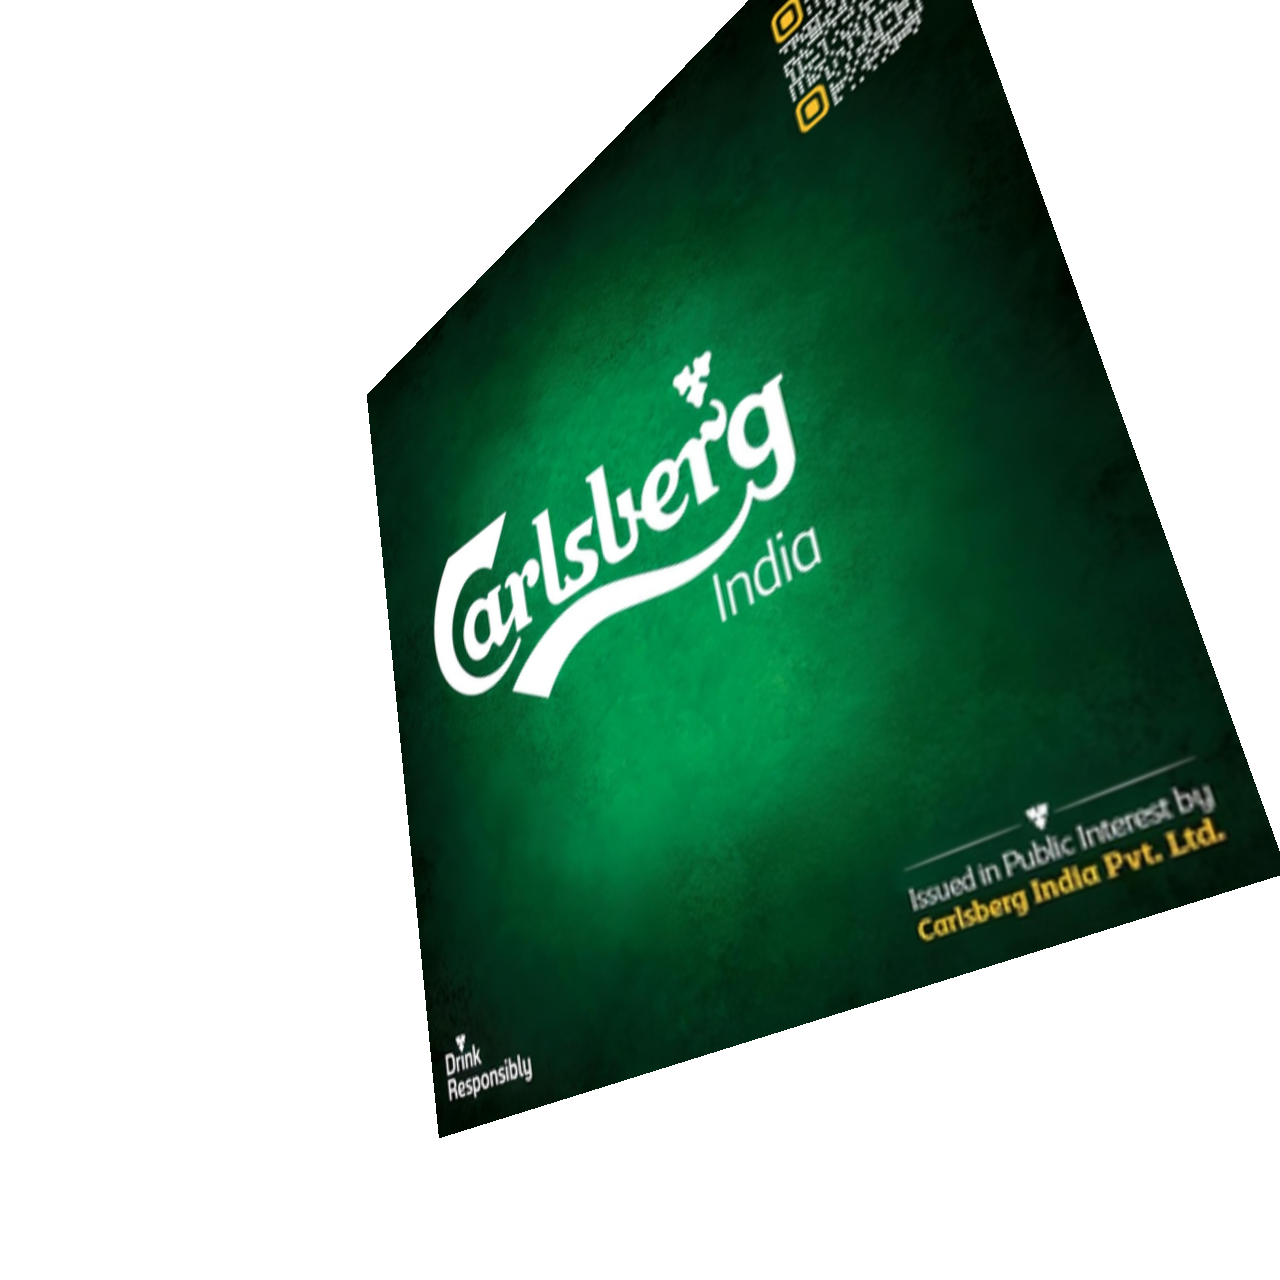 Carlsberg
India
Issued in Public Interest by
Carlsberg India Pvt. Ltd.
Drink
Responsibly